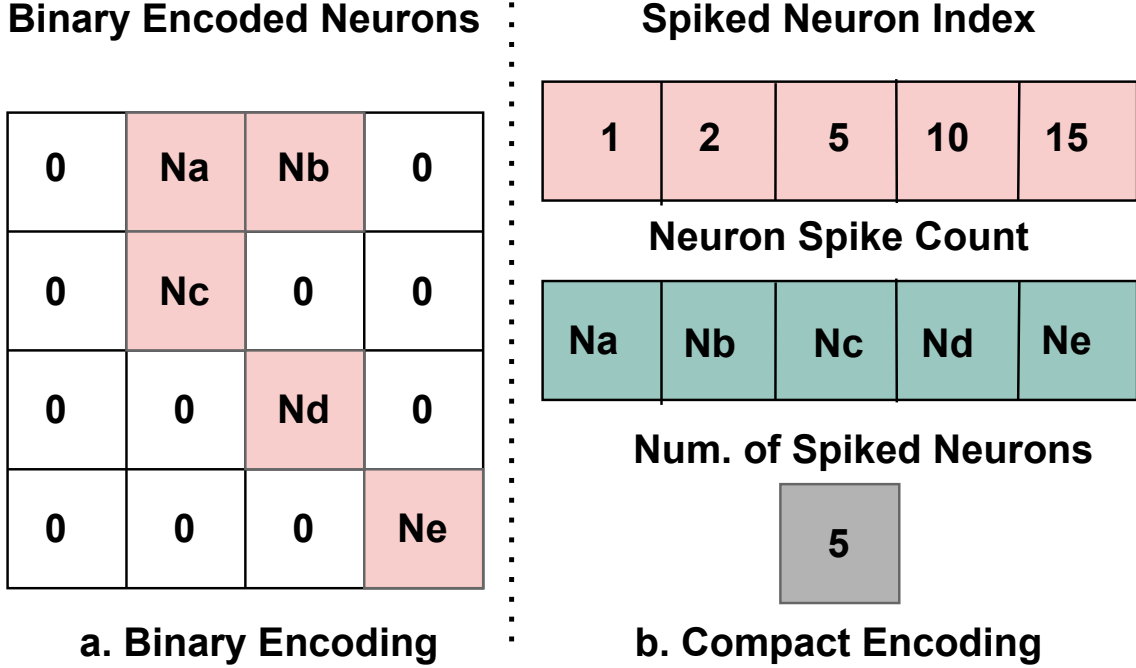 Binary Encoded Neurons
0 Na Nb 0
0 Nc 0 0
0 0 Nd 0
0 0 0 Ne
a. Binary Encoding
Spiked Neuron Index
1 2 5 10 15
Neuron Spike Count
Na Nb Nc Nd Ne
Num. of Spiked Neurons
5
b. Compact Encoding